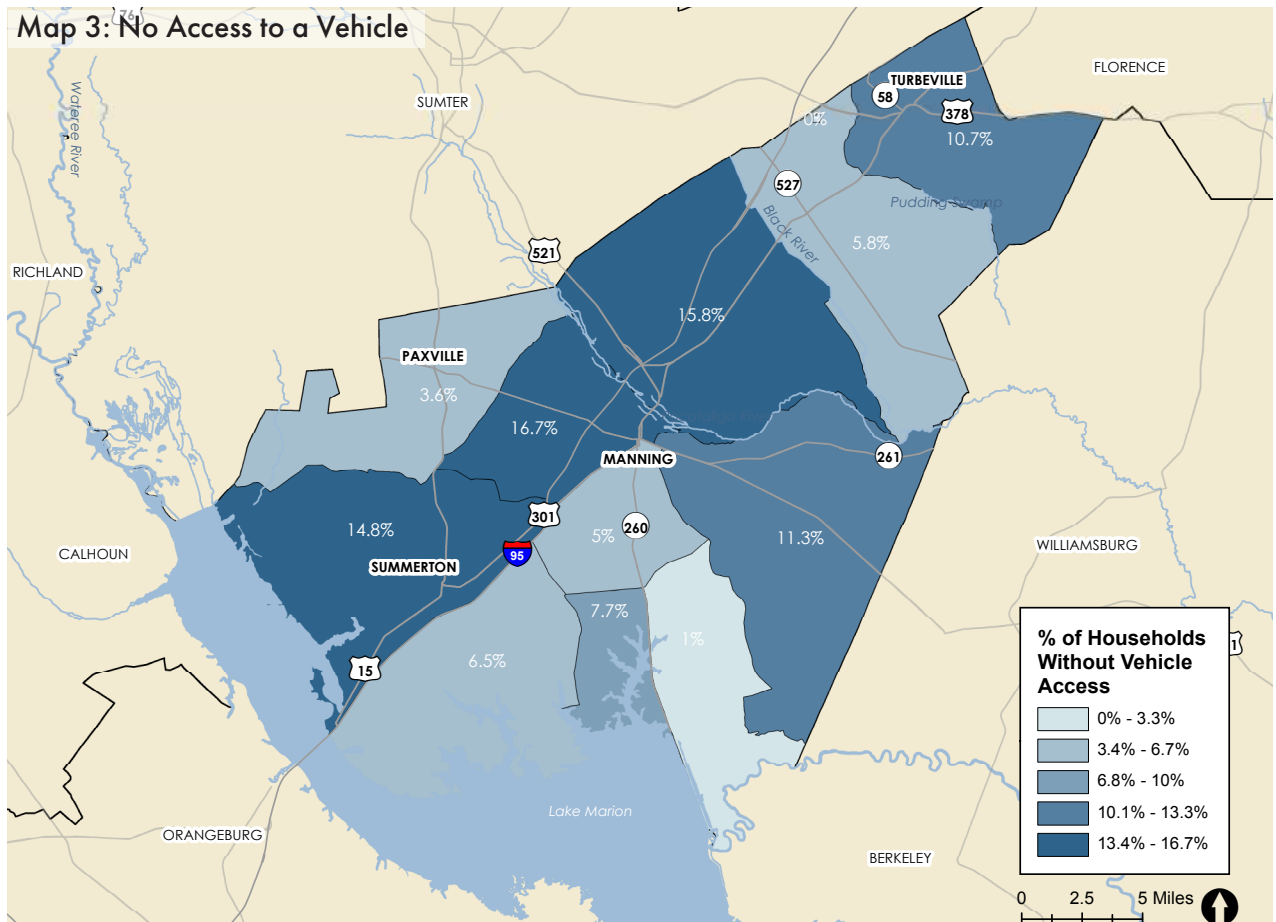 Map 3: No Access to a Vehicle
76
Wateree River
SUMTER
TURBEVILLE
FLORENCE
58
378
0%
10.7%
527
Pudding Swamp
Black River
5.8%
521
RICHLAND
15.8%
PAXVILLE
3.6%
16.7%
MANNING
261
14.8%
301
260
5%
11.3%
95
CALHOUN
SUMMERTON
WILLIAMSBURG
7.7%
1%
6.5%
15
% of Households
Without Vehicle
Access
0% - 3.3%
3.4% - 6.7%
6.8% - 10%
10.1% - 13.3%
13.4% - 16.7%
1
Lake Marion
ORANGEBURG
BERKELEY
0 2.5 5 Miles